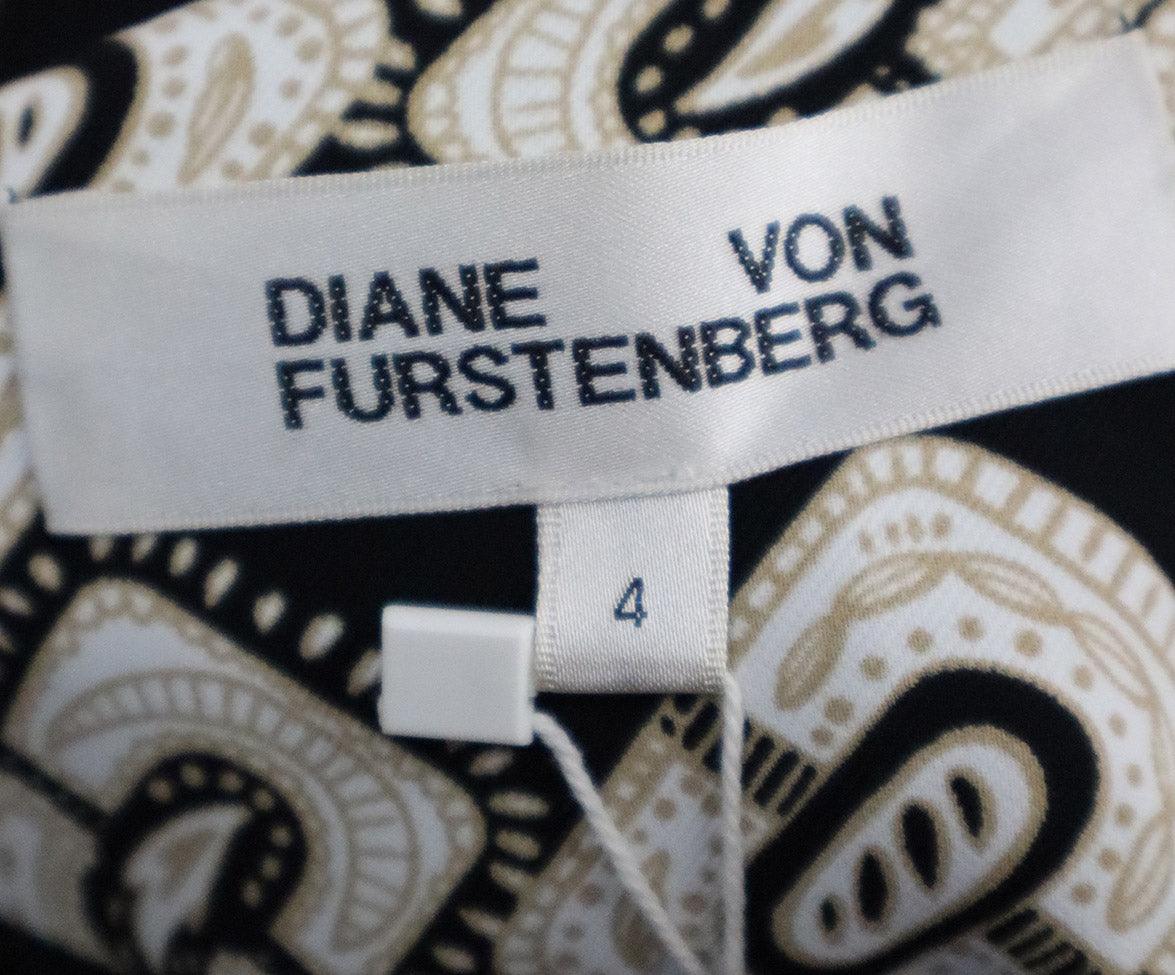 DIANE VON
FURSTENBERG
4